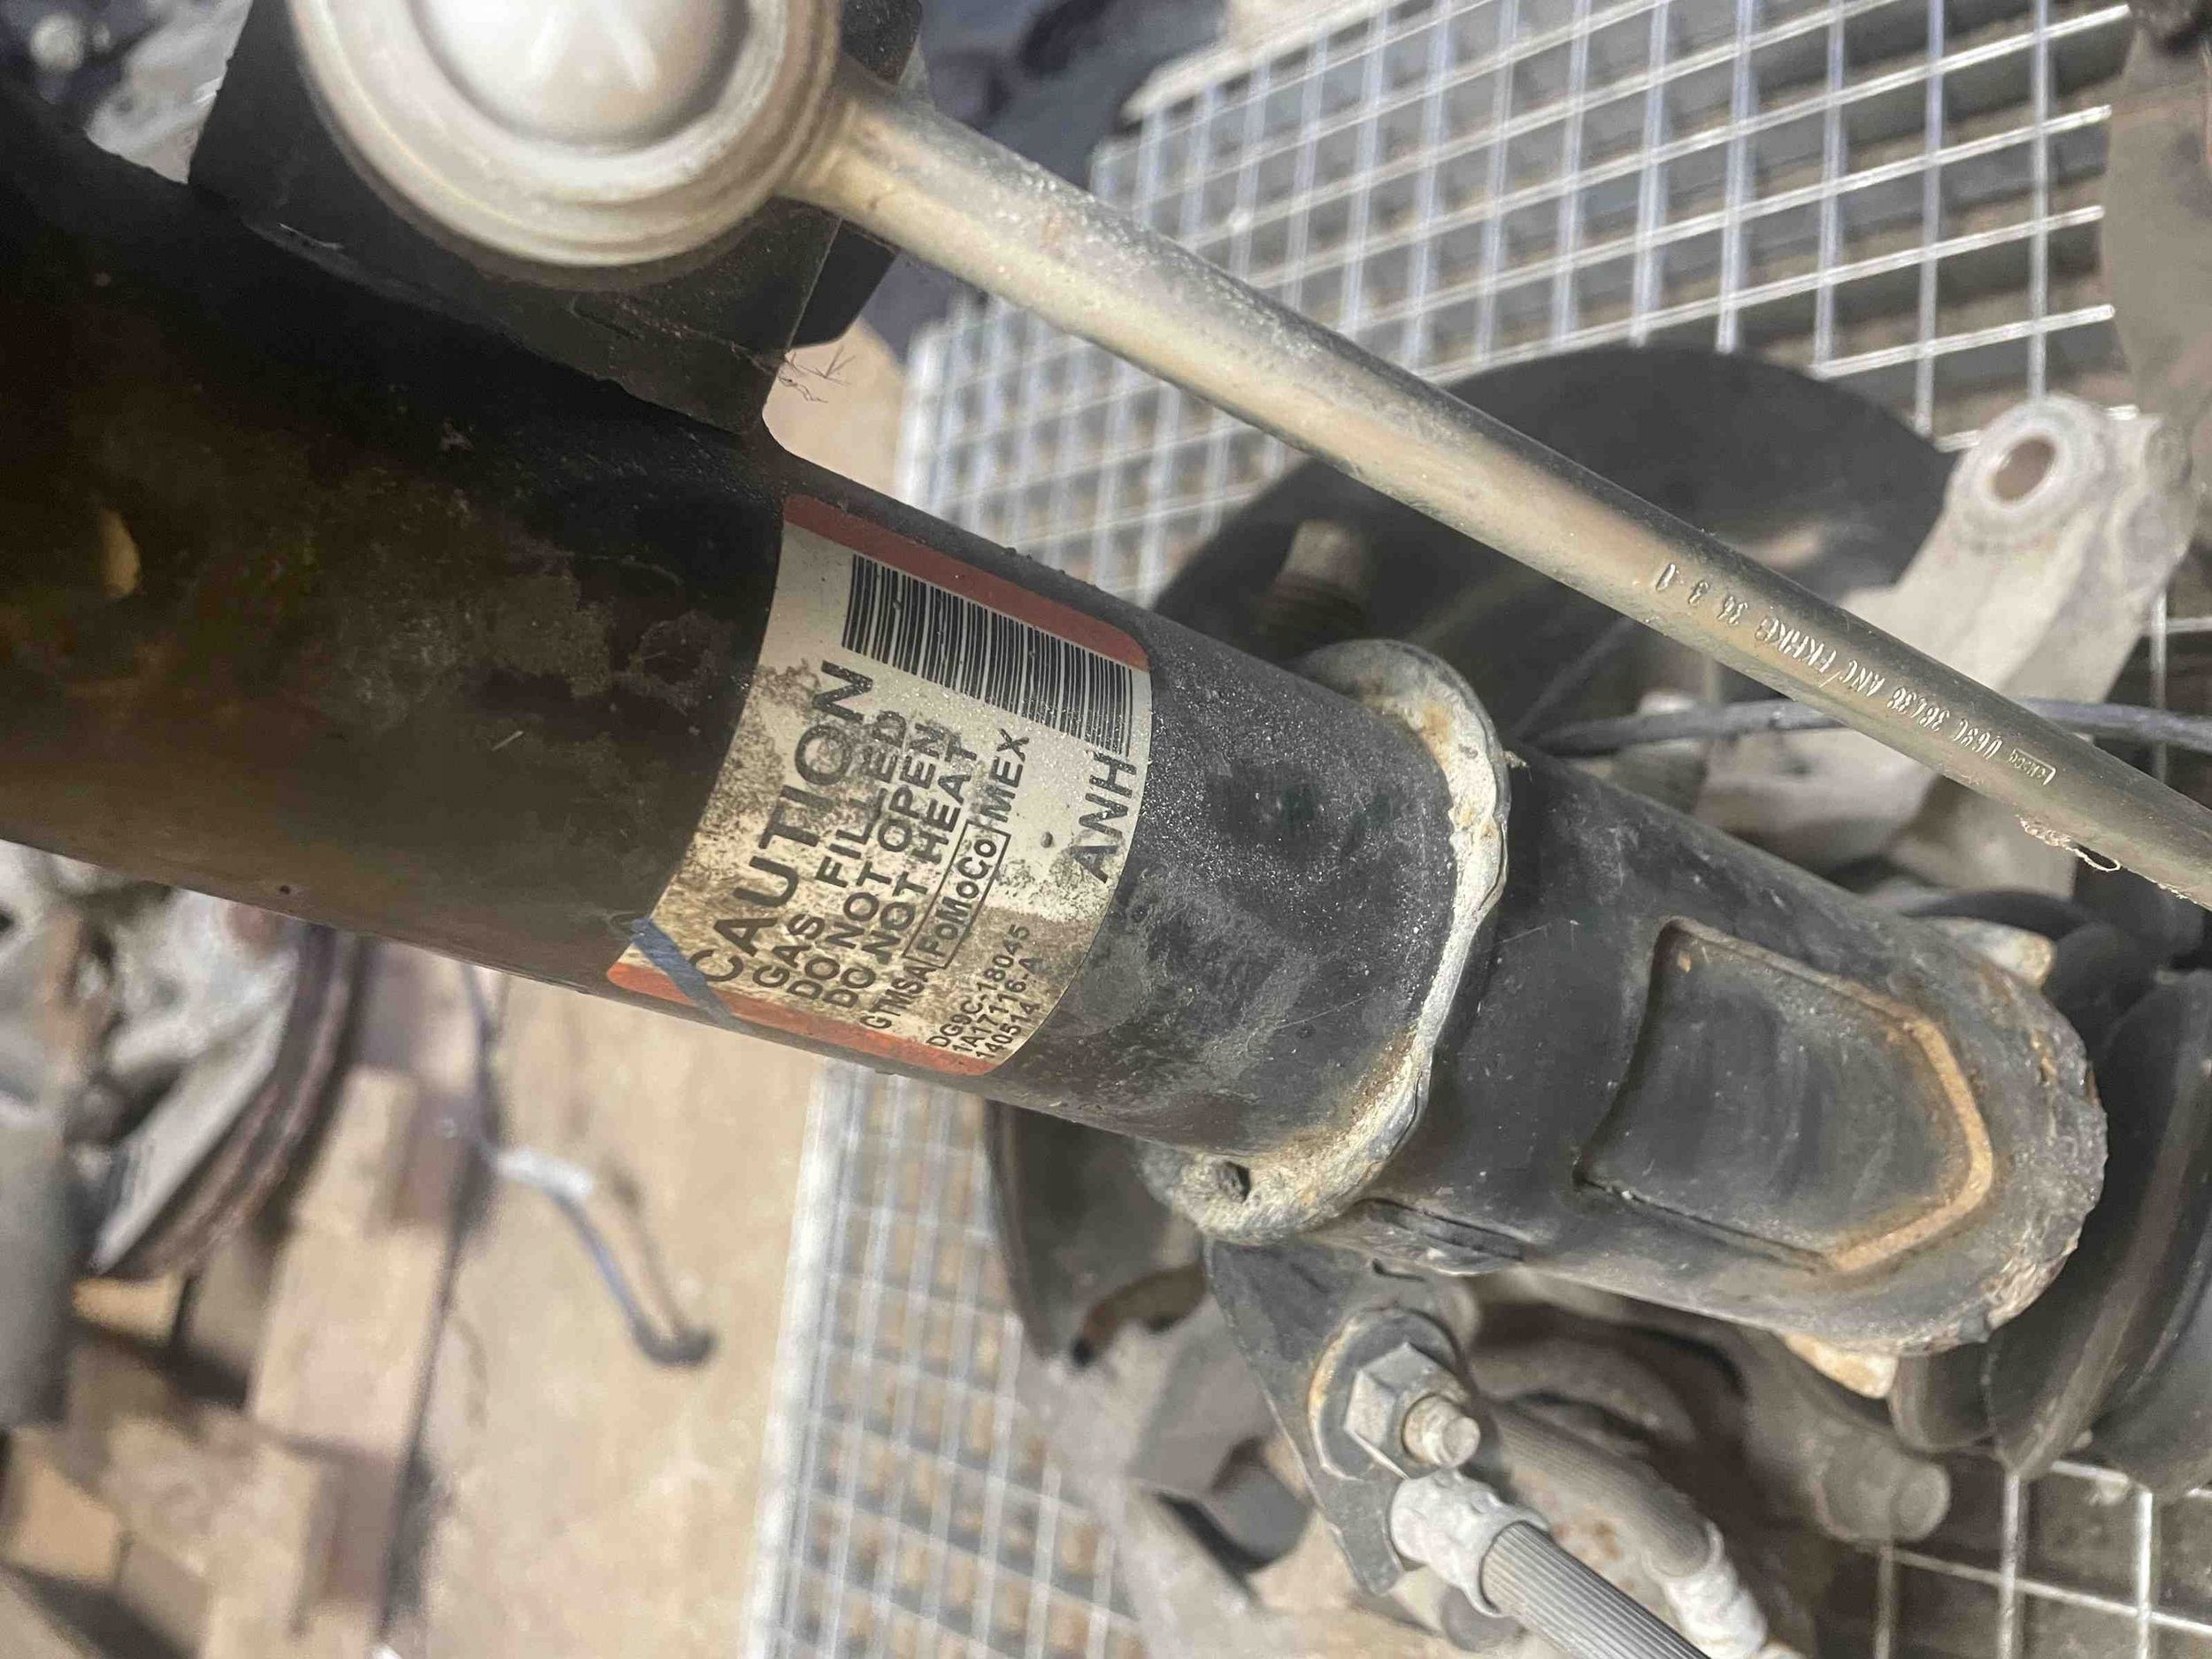 CAUTION
GAS FILLED
DO NOT OPEN
DO NOT HEAT
GTMSA FoMoCo MEX
DG9C-18045
1A17116-A
140514
ANH